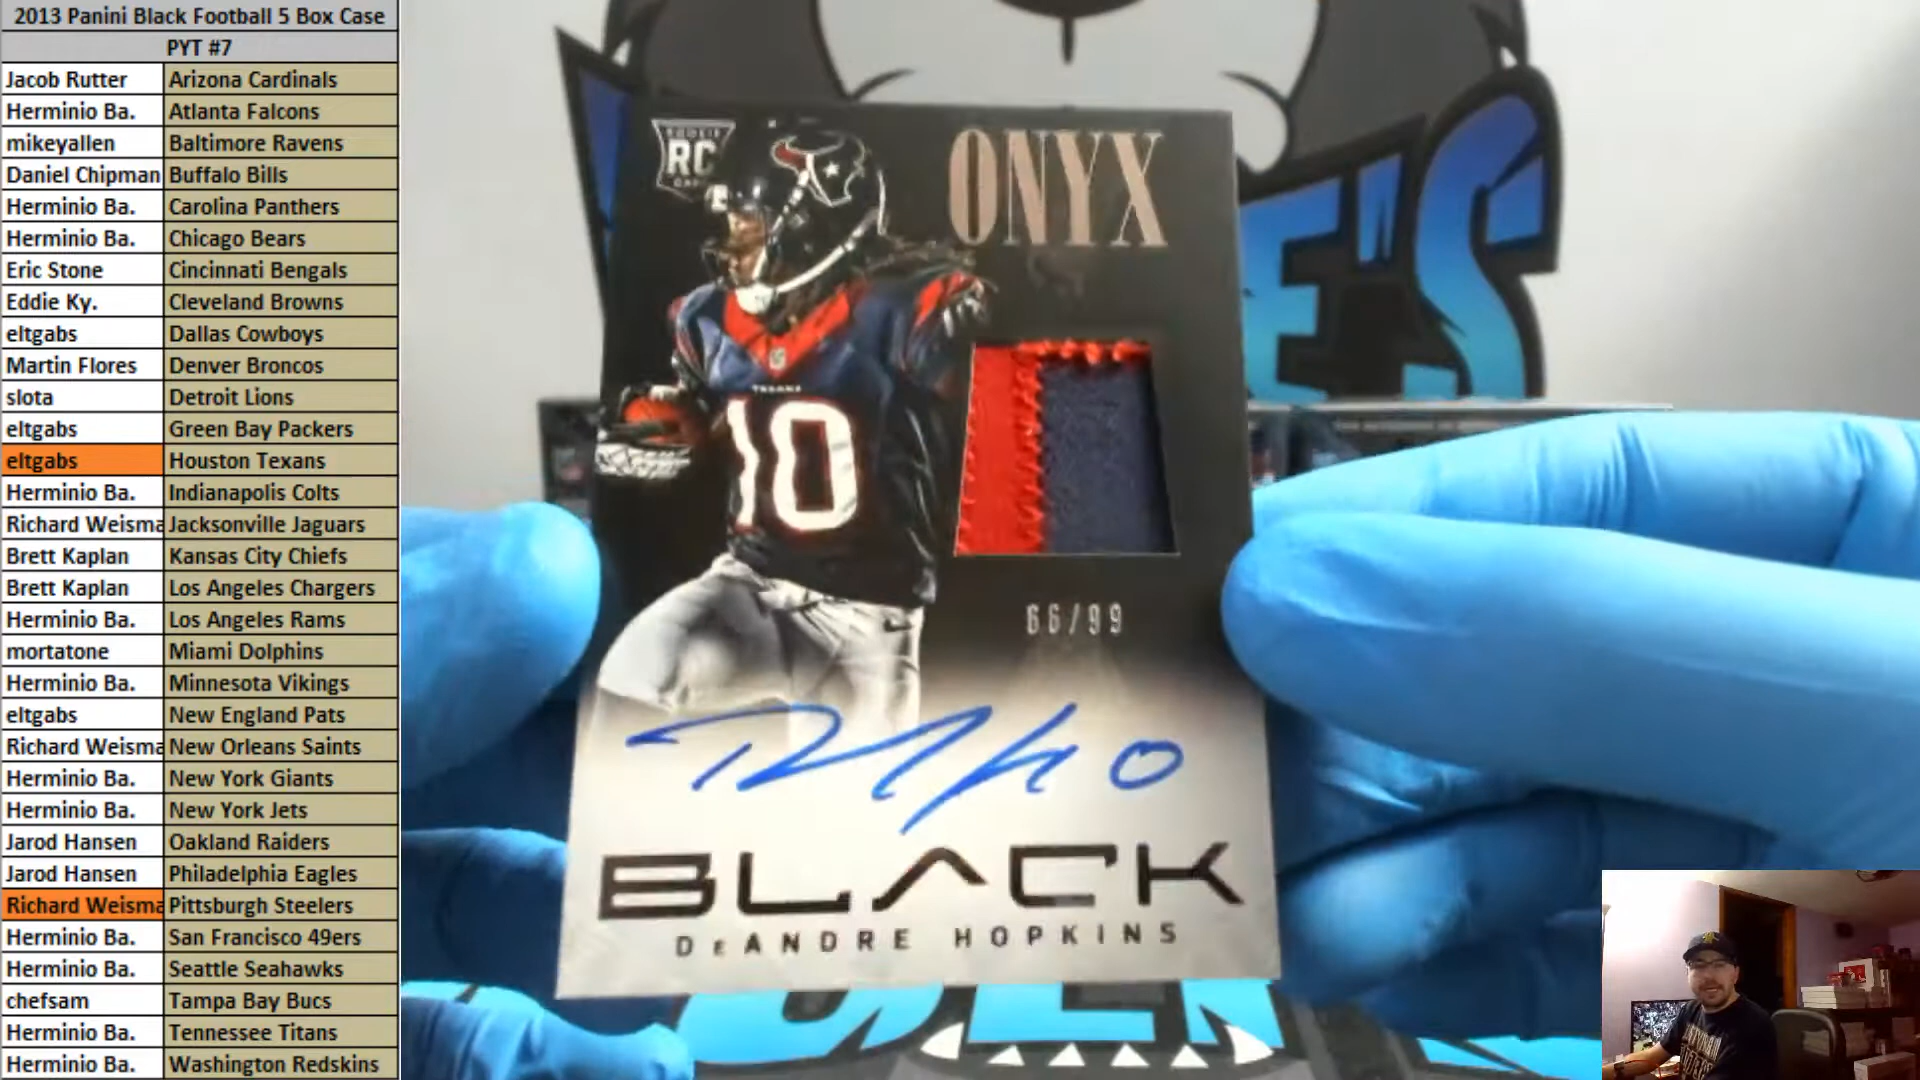 2013 Panini Black Football 5 Box Case
PYT #7
Jacob Rutter Arizona Cardinals
Herminio Ba. Atlanta Falcons
mikeyallen Baltimore Ravens
Daniel Chipman Buffalo Bills
Herminio Ba. Carolina Panthers
Herminio Ba. Chicago Bears
Eric Stone Cincinnati Bengals
Eddie Ky. Cleveland Browns
eltgabs Dallas Cowboys
Martin Flores Denver Broncos
slota Detroit Lions
eltgabs Green Bay Packers
eltgabs Houston Texans
Herminio Ba. Indianapolis Colts
Richard Weisma Jacksonville Jaguars
Brett Kaplan Kansas City Chiefs
Brett Kaplan Los Angeles Chargers
Herminio Ba. Los Angeles Rams
mortatone Miami Dolphins
Herminio Ba. Minnesota Vikings
eltgabs New England Pats
Richard Weisma New Orleans Saints
Herminio Ba. New York Giants
Herminio Ba. New York Jets
Jarod Hansen Oakland Raiders
Jarod Hansen Philadelphia Eagles
Richard Weisma Pittsburgh Steelers
Herminio Ba. San Francisco 49ers
Herminio Ba. Seattle Seahawks
chefsam Tampa Bay Bucs
Herminio Ba. Tennessee Titans
Herminio Ba. Washington Redskins
ROOKIE
RC
CARD
ONYX
TEXANS
10
66/99
BLACK
DeANDRE HOPKINS
E'S